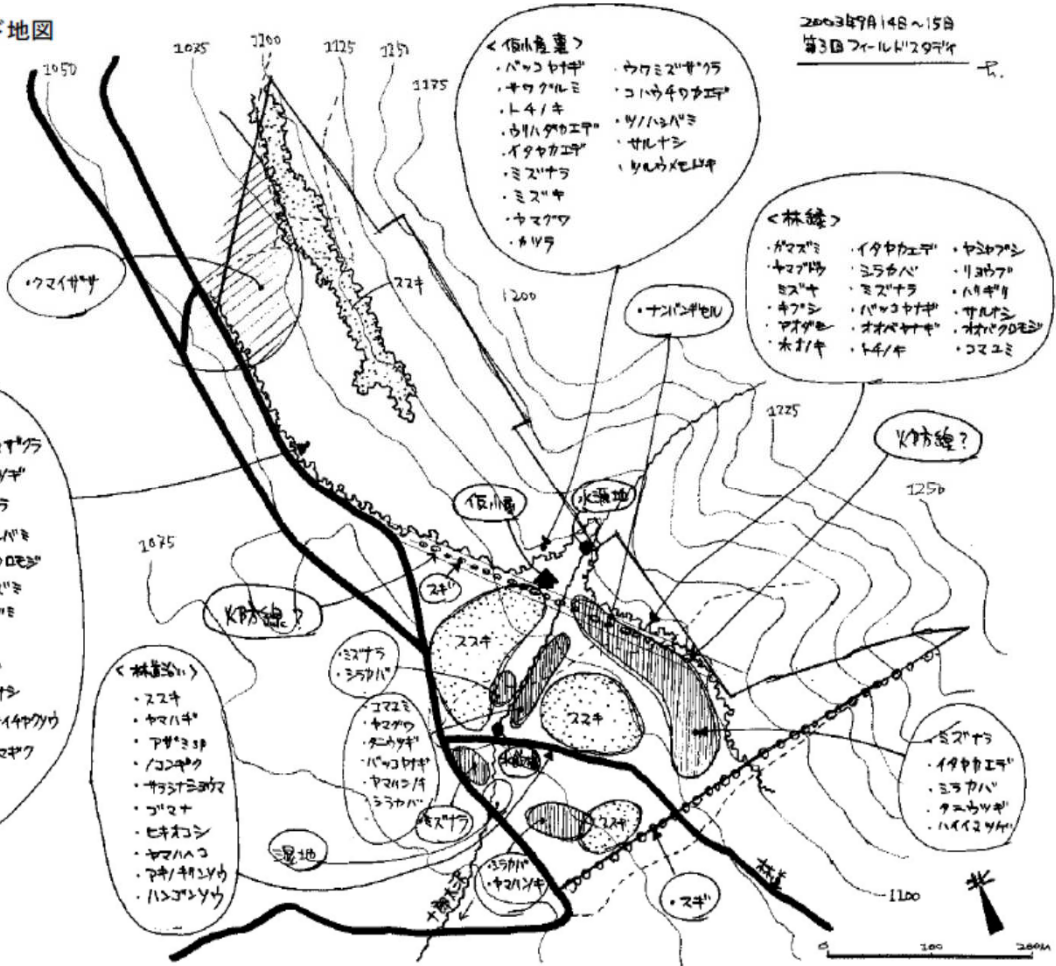 地図
2003年9月14日～15日
第3回フィールドスタディ
1050
1075
1100
1125
1150
1175
<仮小屋裏>
・バッコヤナギ
・サワグルミ
・トチノキ
・ウリハダカエデ
・イタヤカエデ
・ミズナラ
・ミズキ
・ヤマグワ
・カツラ
・ウワミズザクラ
・コハウチワカエデ
・ツノハシバミ
・サルナシ
・ツルウメモドキ
<林縁>
・ガマズミ
・ヤマブドウ
ミズキ
・キブシ
・アオダモ
・ホオノキ
・イタヤカエデ
・シラカバ
・ミズナラ
・バッコヤナギ
・オオバヤナギ
・トチノキ
・ヤシャブシ
・リョウブ
・ハリギリ
・サルナシ
・オオバクロモジ
・コマユミ
・クマイザサ
ススキ
1200
・ナンバンギセル
1225
火防線?
1250
仮小屋
水源地
1075
スギ
火防線?
ススキ
・ミズナラ
・シラカバ
ススキ
<林道沿い>
・ススキ
・ヤマハギ
・アザミsp
・ノコンギク
・サラシナショウマ
・ゴマナ
・ヒキオコシ
・ヤマハハコ
・アキノキリンソウ
・ハンゴンソウ
コマユミ
・ヤマグワ
・タニウツギ
・バッコヤナギ
・ヤマハンノキ
・シラカバ
・ミズナラ
・イタヤカエデ
・シラカバ
・タニウツギ
・ハイイヌツゲ
・ミズナラ
湿地
・シラカバ
・ヤマハンノキ
ススキ
・スギ
林道
1100
北
0 100 200m